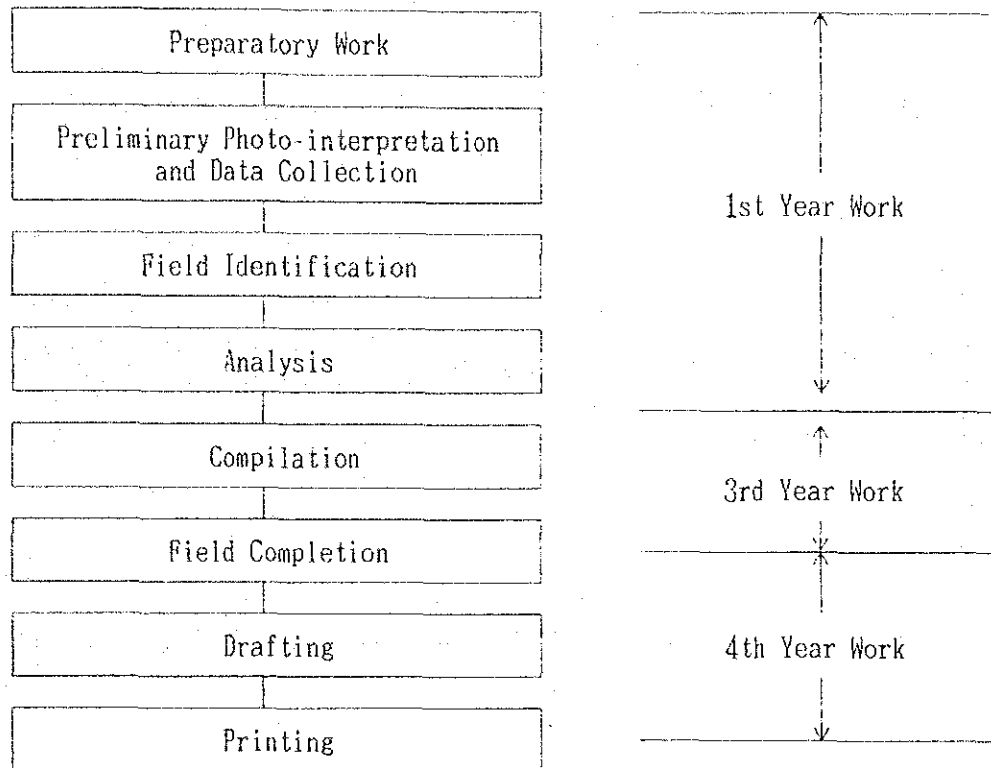 Preparatory Work
Preliminary Photo-interpretation
and Data Collection
Field Identification
Analysis
Compilation
Field Completion
Drafting
Printing
1st Year Work
3rd Year Work
4th Year Work